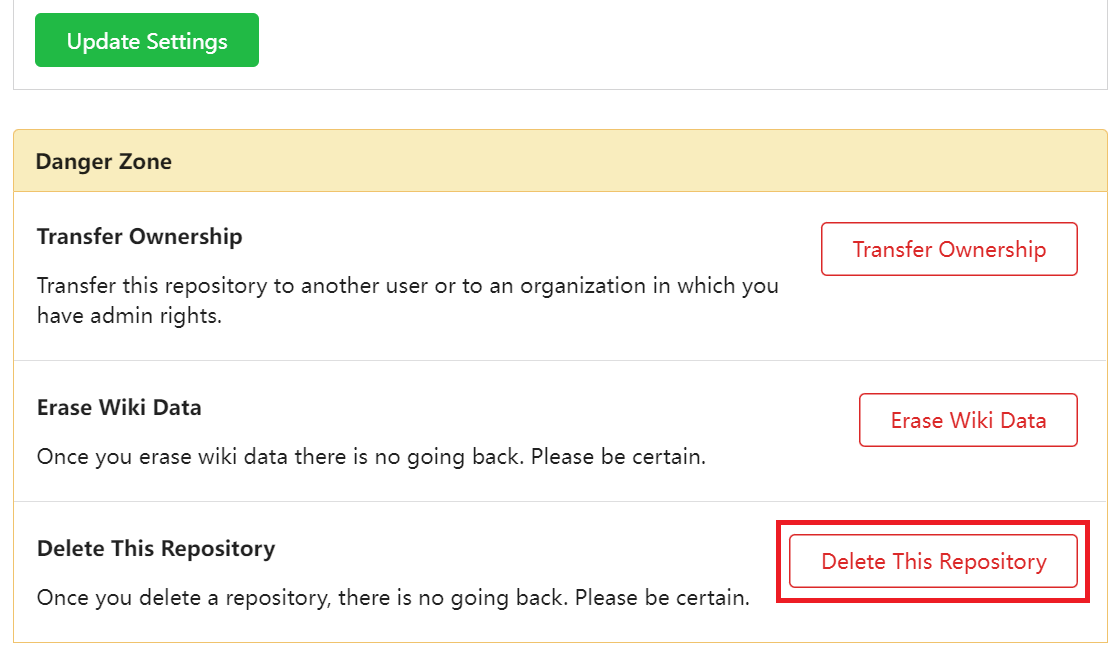 Update Settings
Danger Zone
Transfer Ownership
Transfer Ownership
Transfer this repository to another user or to an organization in which you
have admin rights.
Erase Wiki Data
Erase Wiki Data
Once you erase wiki data there is no going back. Please be certain.
Delete This Repository
Delete This Repository
Once you delete a repository, there is no going back. Please be certain.